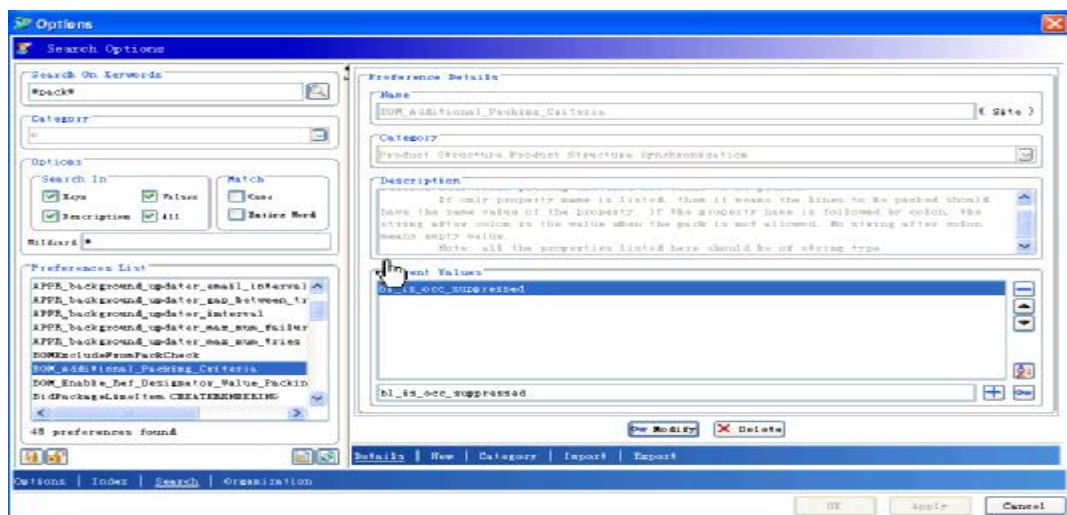 Options
Search Options
Search On Keywords
*pack*
Category
*
Options
Search In
Keys
Values
Description
All
Match
Case
Entire Word
Wildcard *
Preferences List
APPR_background_updater_email_interval
APPR_background_updater_gap_between_tr
APPR_background_updater_interval
APPR_background_updater_max_num_failur
APPR_background_updater_max_num_tries
BOMExcludeFromPackCheck
BOM_Additional_Packing_Criteria
BOM_Enable_Ref_Designator_Value_Packin
BidPackageLineItem.CREATERENDERING
48 preferences found
Preference Details
Name
BOM_Additional_Packing_Criteria
( Site )
Category
Product Structure.Product Structure Synchronization
Description
If only property name is listed, then it means the lines to be packed should
have the same value of the property. If the property name is followed by colon, the
string after colon is the value when the pack is not allowed. No string after colon
means empty value.
Note: all the properties listed here should be of string type.
Current Values
bl_is_occ_suppressed
bl_is_occ_suppressed
Modify
Delete
Details | New | Category | Import | Export
Options | Index | Search | Organization
OK
Apply
Cancel